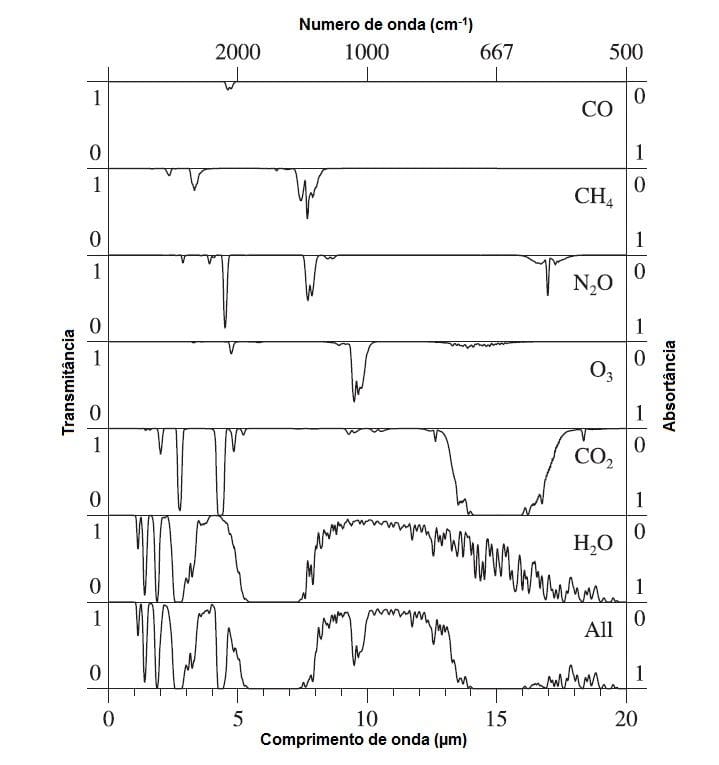 Numero de onda (cm⁻¹)
2000 1000 667 500
1 0
CO
0 1
1 0
CH₄
0 1
1 0
N₂O
0 1
1 0
O₃
0 1
1 0
CO₂
0 1
1 0
H₂O
0 1
1 0
All
0 1
Transmitância
Absortância
0 5 10 15 20
Comprimento de onda (µm)